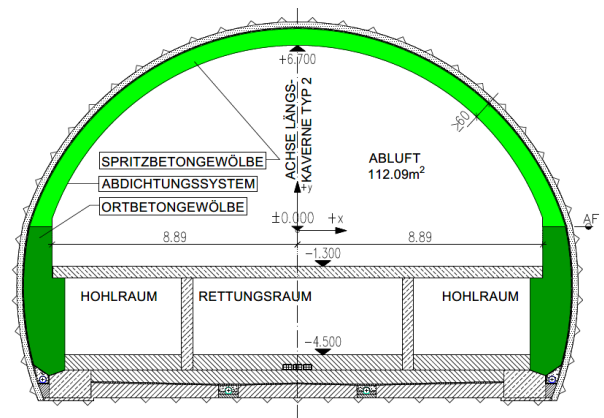 +6.700
ACHSE LÄNGS-
KAVERNE TYP 2
≥60
SPRITZBETONGEWÖLBE
ABLUFT
112.09m²
ABDICHTUNGSSYSTEM
+y
ORTBETONGEWÖLBE
±0.000
+x
AF
8.89
8.89
-1.300
HOHLRAUM
RETTUNGSRAUM
HOHLRAUM
-4.500